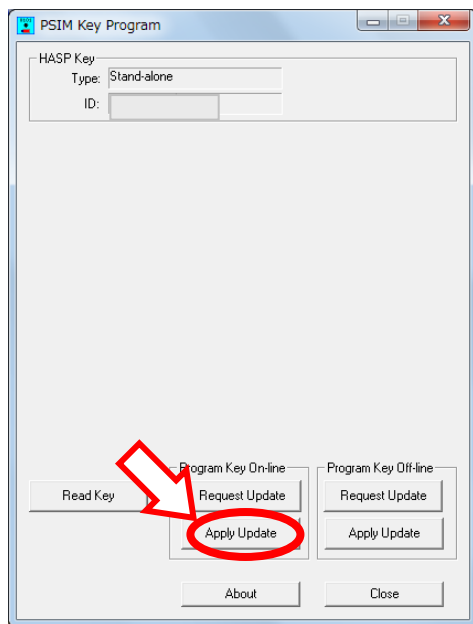 PSIM Key Program
HASP Key
Type: Stand-alone
ID:
Program Key On-line
Program Key Off-line
Read Key
Request Update
Request Update
Apply Update
Apply Update
About
Close